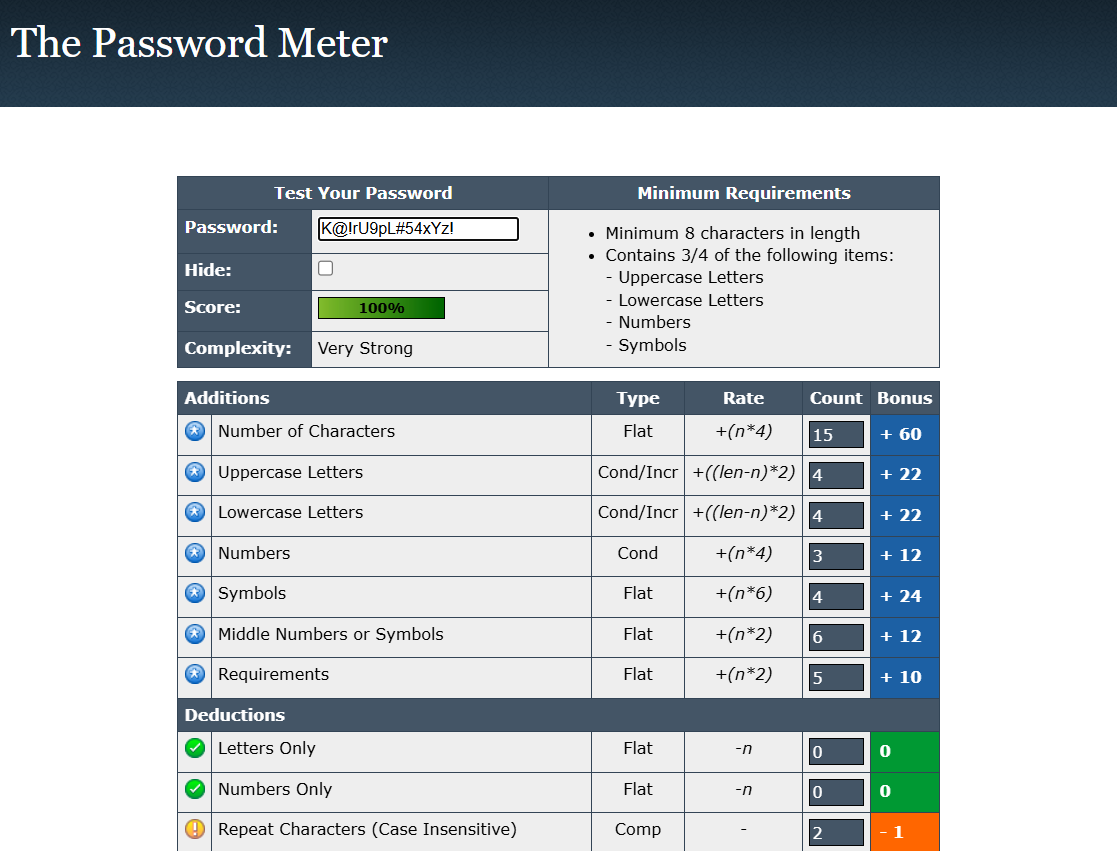 The Password Meter
Test Your Password
Minimum Requirements
Password: K@!rU9pL#54xYz!
Hide:
Score: 100%
Complexity: Very Strong
• Minimum 8 characters in length
• Contains 3/4 of the following items:
- Uppercase Letters
- Lowercase Letters
- Numbers
- Symbols
Additions Type Rate Count Bonus
Number of Characters Flat +(n*4) 15 + 60
Uppercase Letters Cond/Incr +((len-n)*2) 4 + 22
Lowercase Letters Cond/Incr +((len-n)*2) 4 + 22
Numbers Cond +(n*4) 3 + 12
Symbols Flat +(n*6) 4 + 24
Middle Numbers or Symbols Flat +(n*2) 6 + 12
Requirements Flat +(n*2) 5 + 10
Deductions
Letters Only Flat -n 0 0
Numbers Only Flat -n 0 0
Repeat Characters (Case Insensitive) Comp - 2 - 1